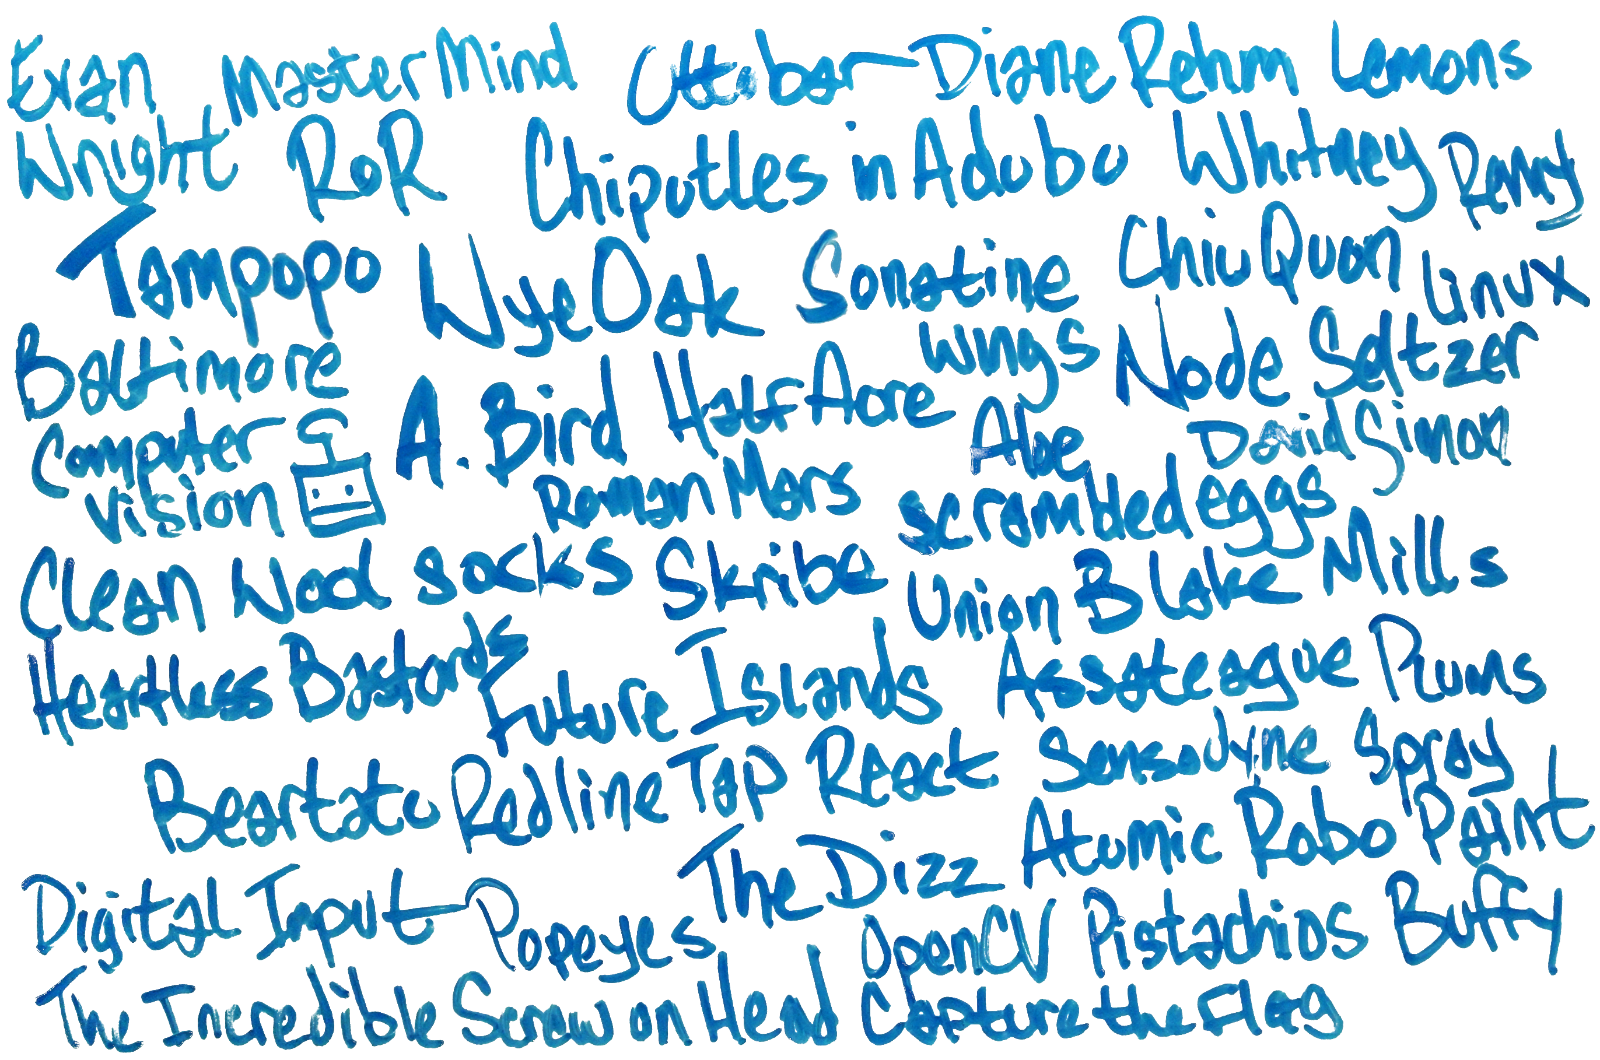 Evan MasterMind Ottobar Diane Rehm Lemons
Wright RoR Chipotles in Adobo Whitney Remy
Tampopo Wye Oak Sonatine Chiu Quon Linux
Baltimore A. Bird Half Acre Wings Node Seltzer
Computer Vision Roman Mars Abe David Simon
scrambled eggs
Clean Wool socks Skribe Union Blake Mills
Heartless Bastards Future Islands Assateague Plums
Beartato Redline Tap React Sensodyne Spray
The Dizz Atomic Robo Paint
Digital Input Popeyes OpenCV Pistachios Buffy
The Incredible Screw on Head Capture the Flag